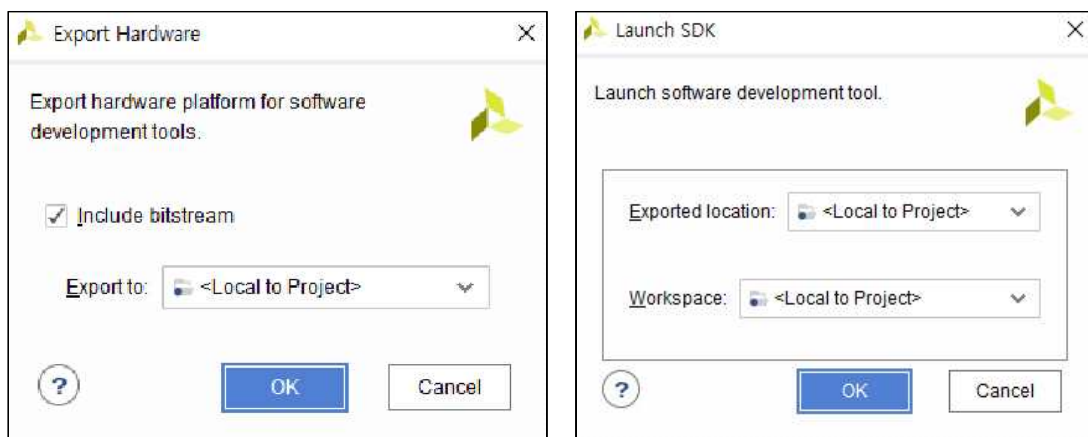 Export Hardware
Export hardware platform for software
development tools.
Include bitstream
Export to: <Local to Project>
? OK Cancel
Launch SDK
Launch software development tool.
Exported location: <Local to Project>
Workspace: <Local to Project>
? OK Cancel